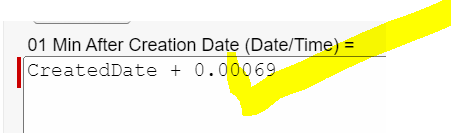 01 Min After Creation Date (Date/Time) =
CreatedDate + 0.00069